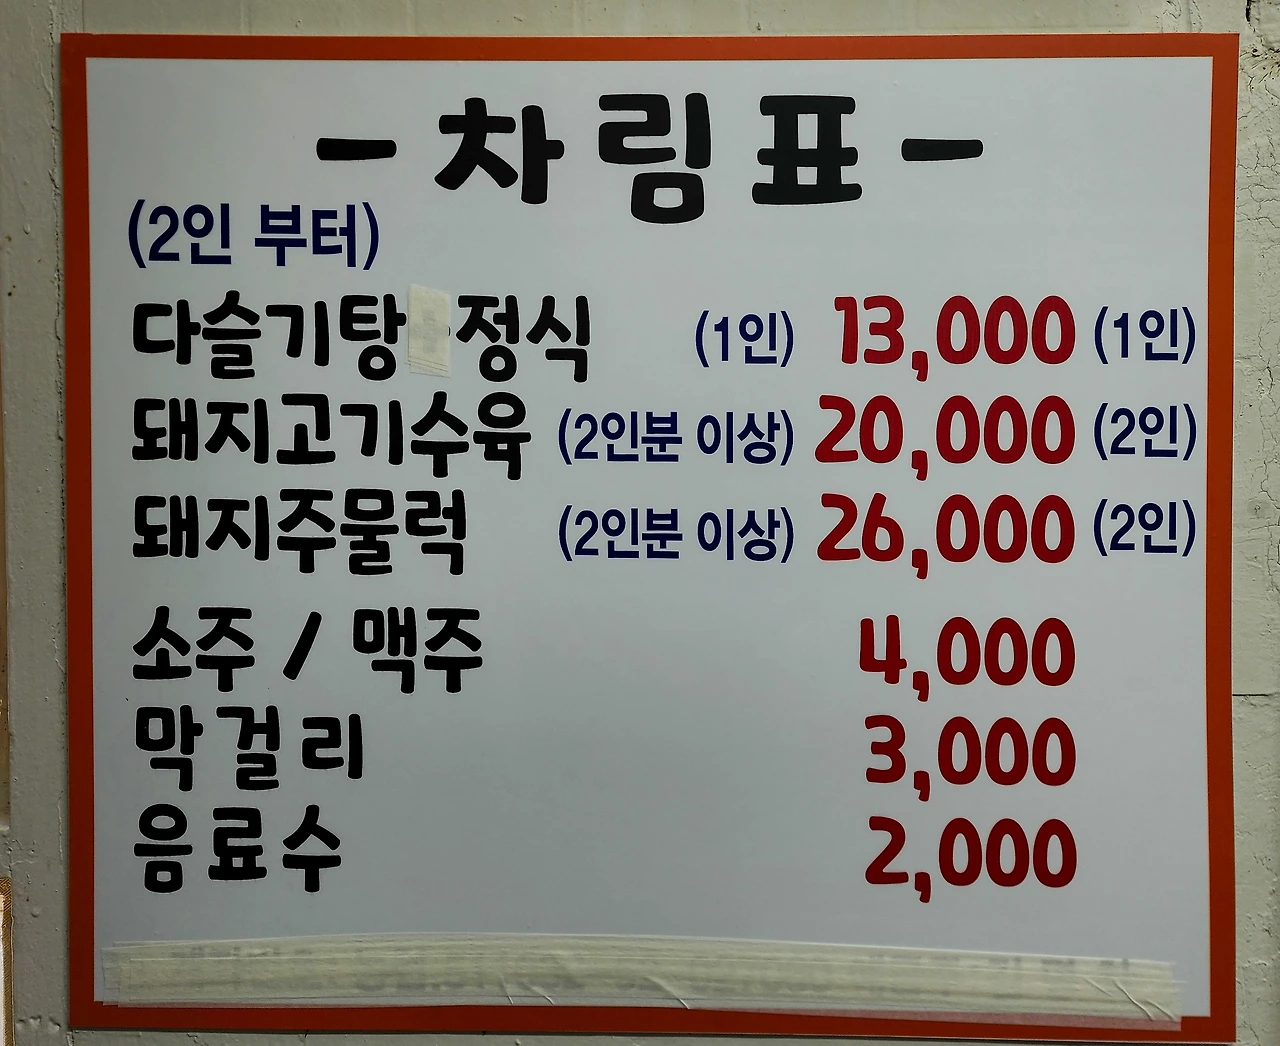 - 차림표 -
(2인 부터)
다슬기탕 정식 (1인) 13,000 (1인)
돼지고기수육 (2인분 이상) 20,000 (2인)
돼지주물럭 (2인분 이상) 26,000 (2인)
소주 / 맥주 4,000
막걸리 3,000
음료수 2,000